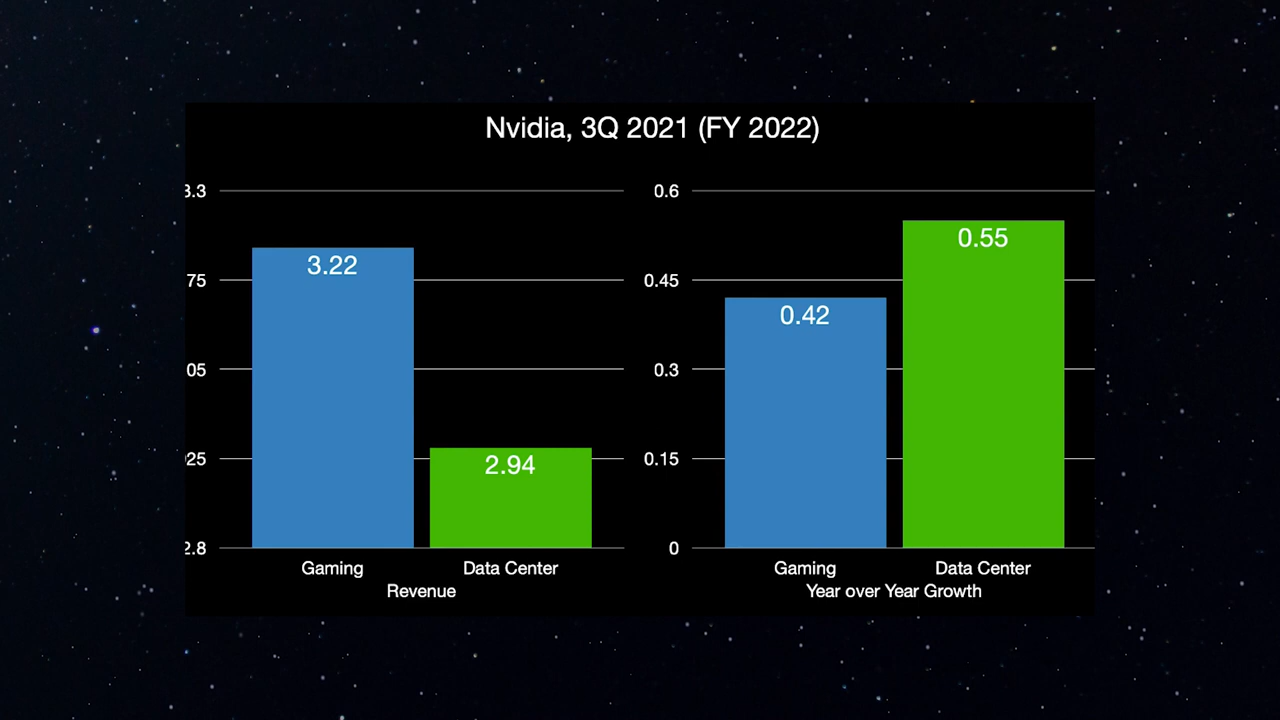 Nvidia, 3Q 2021 (FY 2022)
3.3
75
05
25
2.8
3.22
2.94
Gaming
Data Center
Revenue
0.6
0.45
0.3
0.15
0
0.42
0.55
Gaming
Data Center
Year over Year Growth